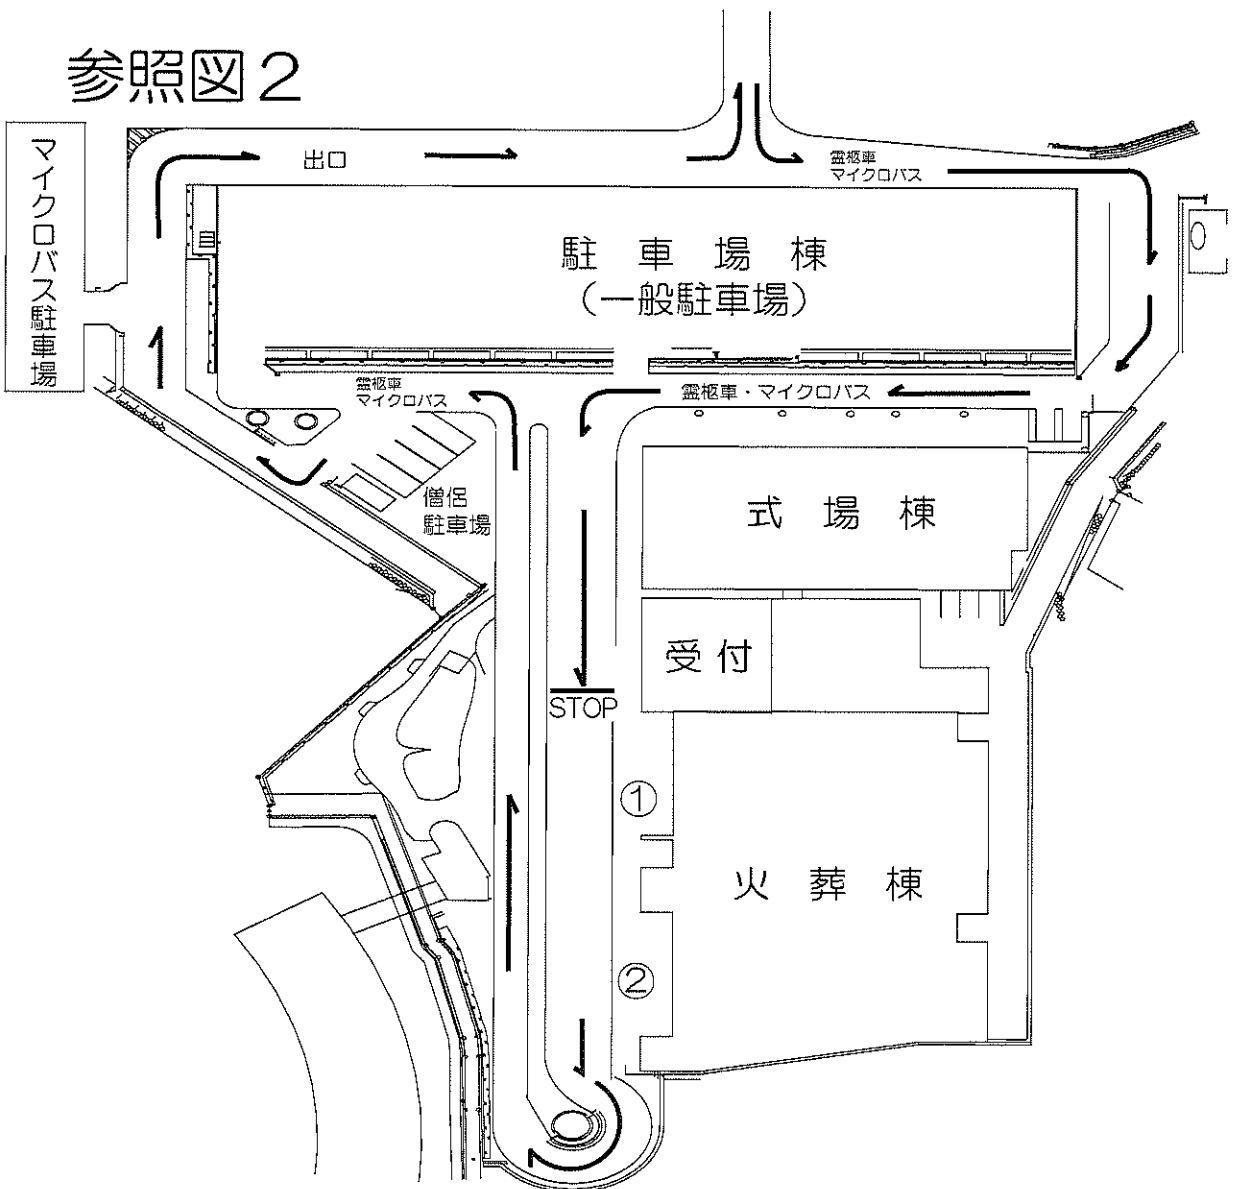 参照図2
マイクロバス駐車場
出口
霊柩車
マイクロバス
駐車場棟
(一般駐車場)
霊柩車
マイクロバス
霊柩車・マイクロバス
僧侶
駐車場
式場棟
受付
STOP
①
火葬棟
②